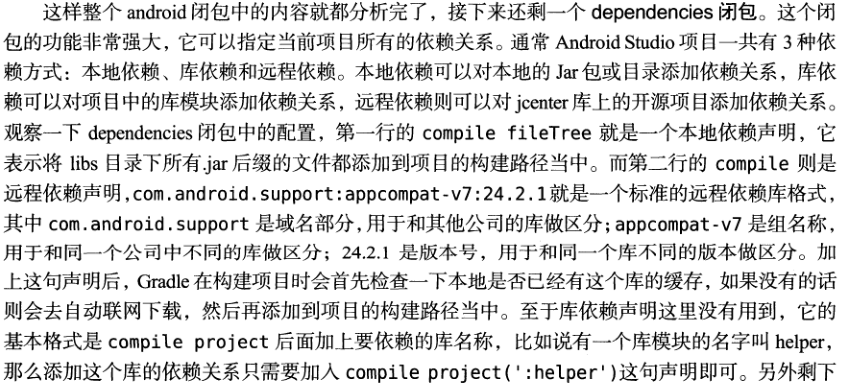 这样整个 android 闭包中的内容就都分析完了，接下来还剩一个 dependencies 闭包。这个闭
包的功能非常强大，它可以指定当前项目所有的依赖关系。通常 Android Studio 项目一共有 3 种依
赖方式：本地依赖、库依赖和远程依赖。本地依赖可以对本地的 Jar 包或目录添加依赖关系，库依
赖可以对项目中的库模块添加依赖关系，远程依赖则可以对 jcenter 库上的开源项目添加依赖关系。
观察一下 dependencies 闭包中的配置，第一行的 compile fileTree 就是一个本地依赖声明，它
表示将 libs 目录下所有.jar 后缀的文件都添加到项目的构建路径当中。而第二行的 compile 则是
远程依赖声明,com.android.support:appcompat-v7:24.2.1就是一个标准的远程依赖库格式，
其中 com.android.support 是域名部分,用于和其他公司的库做区分;appcompat-v7 是组名称，
用于和同一个公司中不同的库做区分；24.2.1 是版本号，用于和同一个库不同的版本做区分。加
上这句声明后，Gradle 在构建项目时会首先检查一下本地是否已经有这个库的缓存，如果没有的话
则会去自动联网下载，然后再添加到项目的构建路径当中。至于库依赖声明这里没有用到，它的
基本格式是 compile project 后面加上要依赖的库名称，比如说有一个库模块的名字叫 helper，
那么添加这个库的依赖关系只需要加入 compile project(':helper')这句声明即可。另外剩下